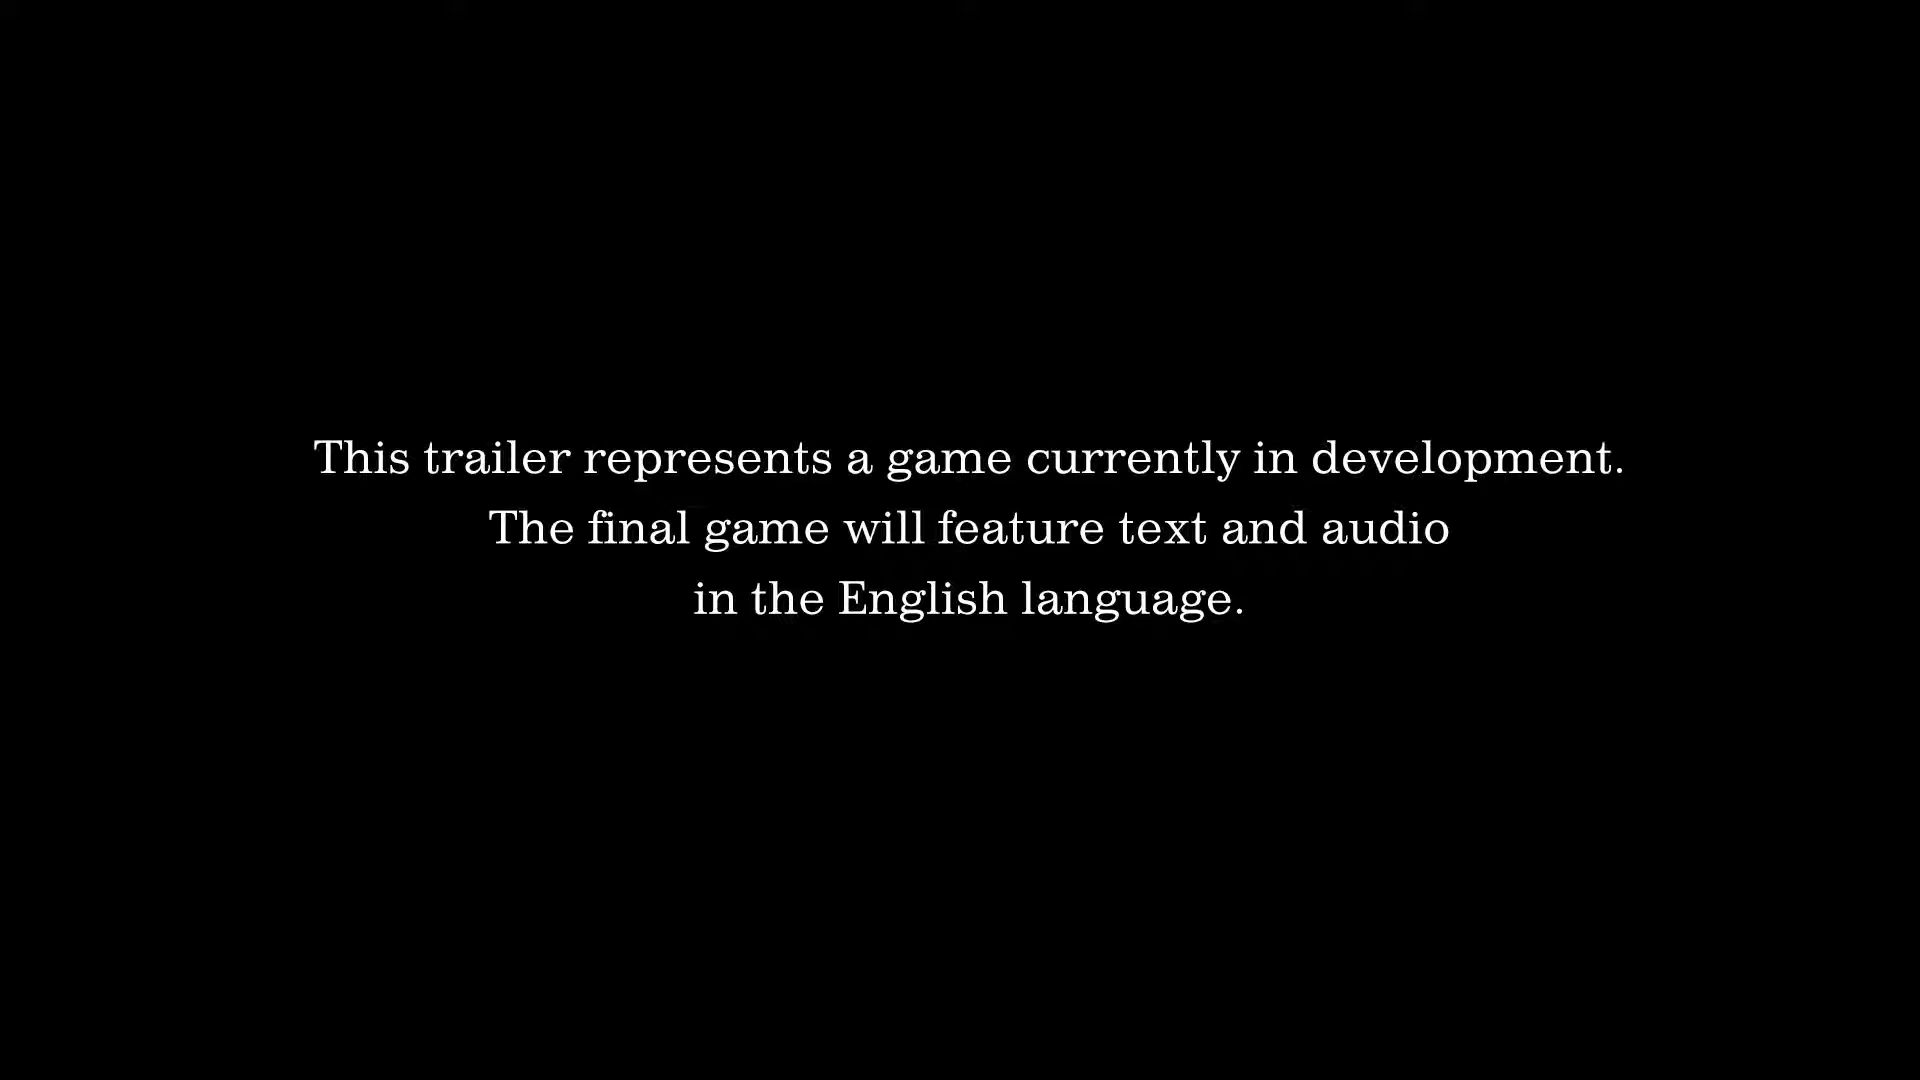 This trailer represents a game currently in development.
The final game will feature text and audio
in the English language.